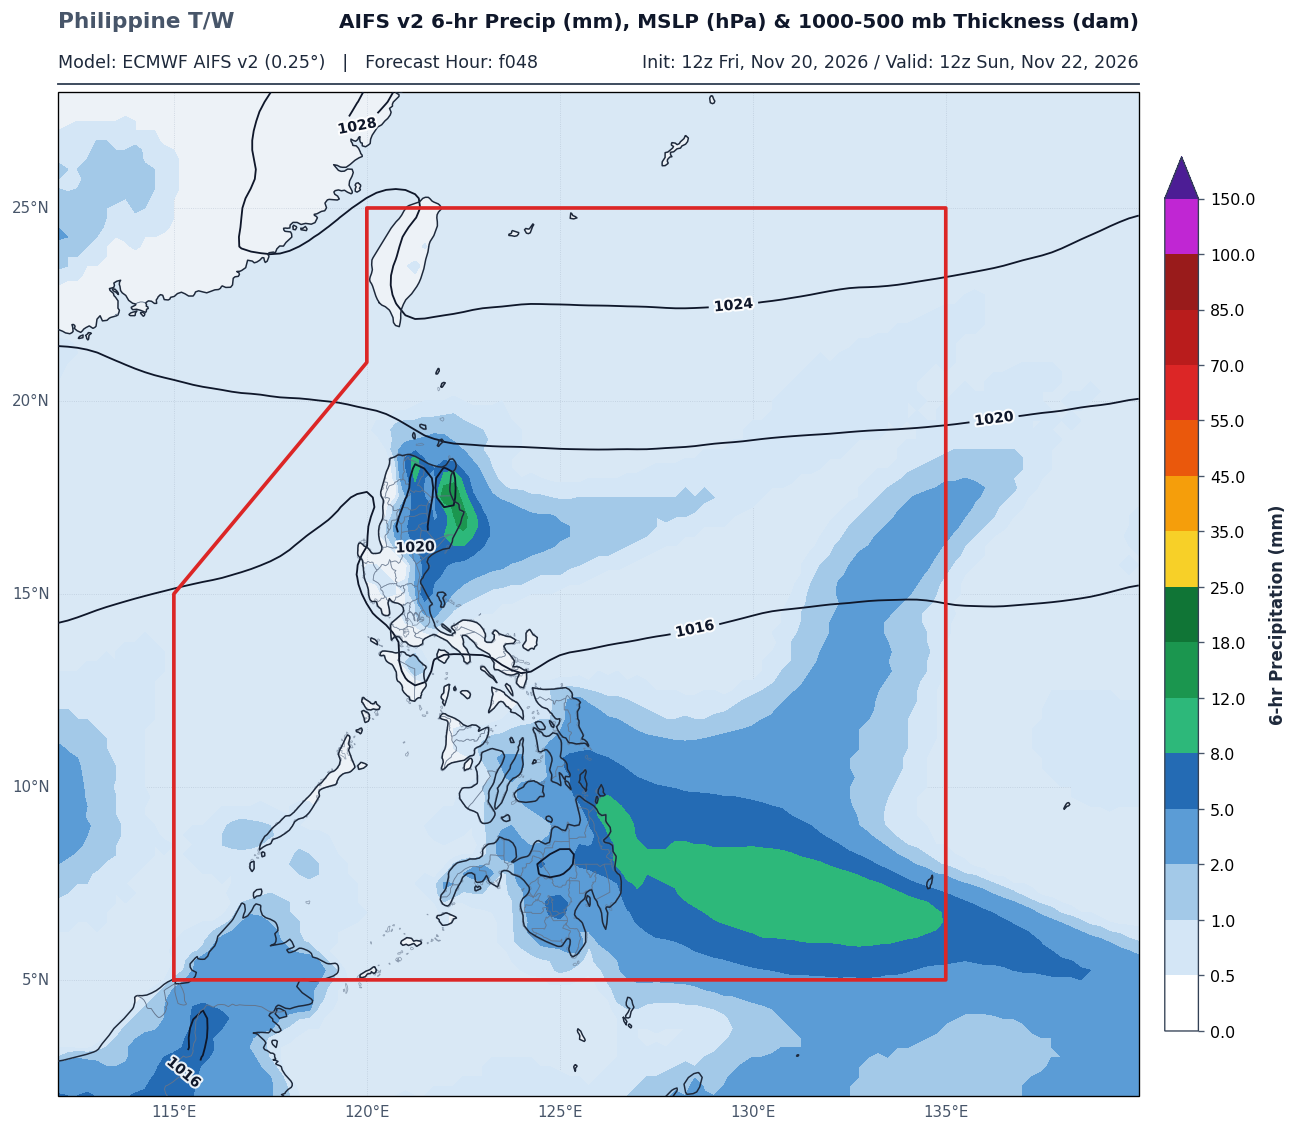 Philippine T/W
AIFS v2 6-hr Precip (mm), MSLP (hPa) & 1000-500 mb Thickness (dam)
Model: ECMWF AIFS v2 (0.25°) | Forecast Hour: f048
Init: 12z Fri, Nov 20, 2026 / Valid: 12z Sun, Nov 22, 2026
1028
25°N
1024
20°N
1020
1020
15°N
1016
10°N
5°N
1016
115°E
120°E
125°E
130°E
135°E
150.0
100.0
85.0
70.0
55.0
45.0
35.0
25.0
18.0
12.0
8.0
5.0
2.0
1.0
0.5
0.0
6-hr Precipitation (mm)